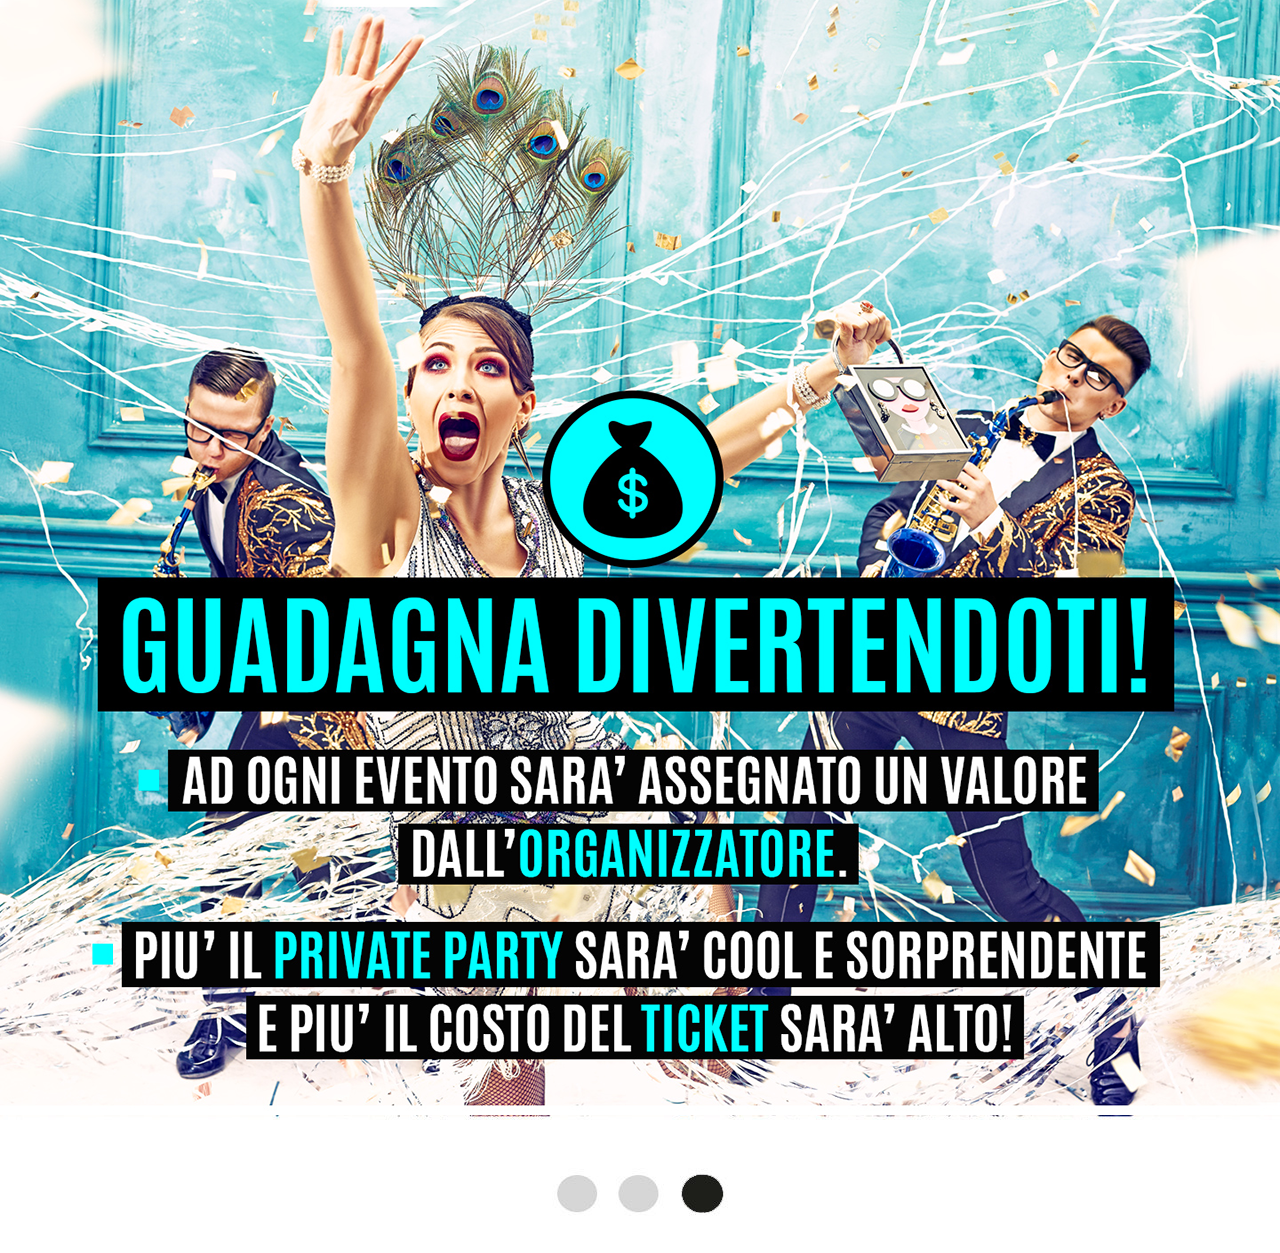 $
GUADAGNA DIVERTENDOTI!
AD OGNI EVENTO SARA’ ASSEGNATO UN VALORE
DALL’ORGANIZZATORE.
PIU’ IL PRIVATE PARTY SARA’ COOL E SORPRENDENTE
E PIU’ IL COSTO DEL TICKET SARA’ ALTO!